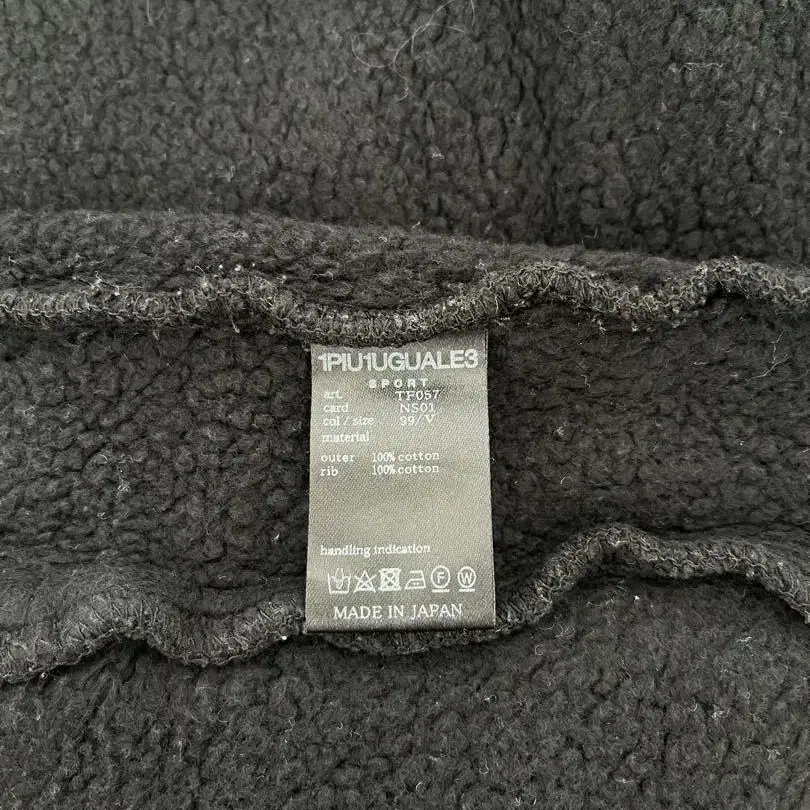 1PIU1UGUALE3
SPORT
art. TF057
card NS01
col / size 99/V
material
outer 100% cotton
rib 100% cotton
handling indication
F W
MADE IN JAPAN